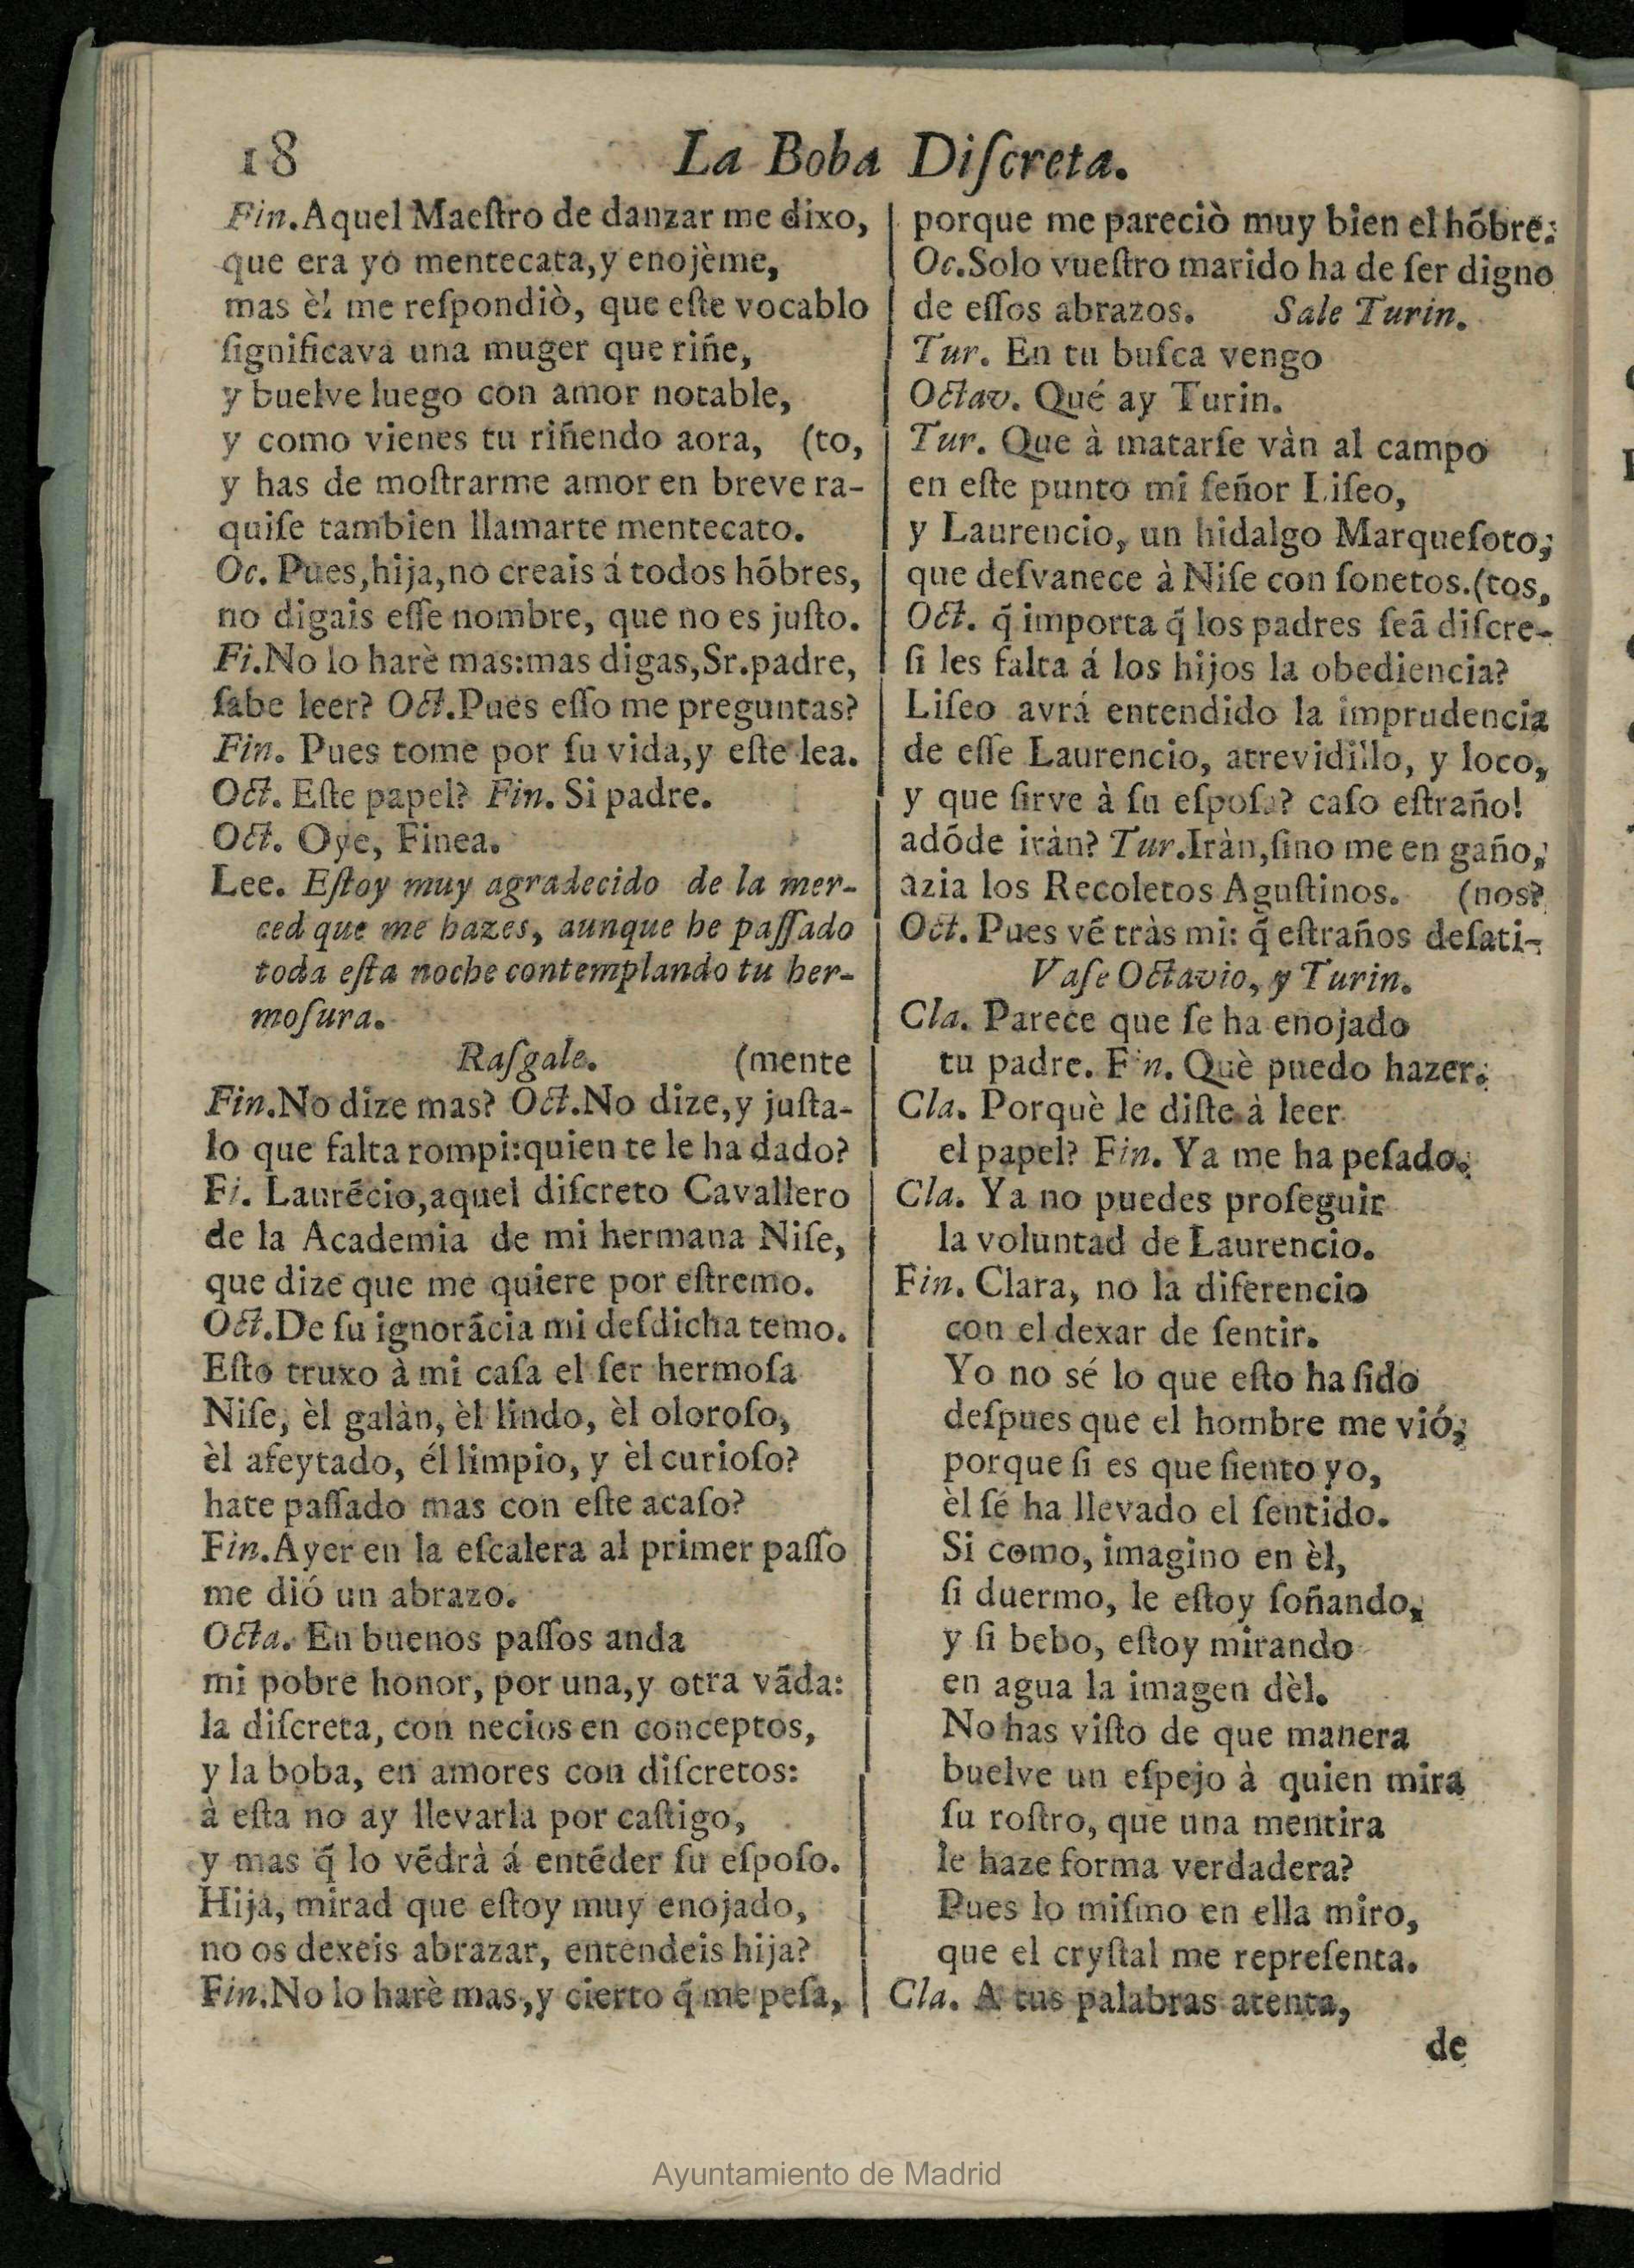 18 La Boba Diſcreta.
Fin. Aquel Maeſtro de danzar me dixo,
que era yo mentecata, y enojème,
mas èl me reſpondiò, que eſte vocablo
ſignificava una muger que riñe,
y buelve luego con amor notable,
y como vienes tu riñendo aora, (to,
y has de moſtrarme amor en breve ra-
quiſe tambien llamarte mentecato.
Oc. Pues, hija, no creais á todos hõbres,
no digais eſſe nombre, que no es juſto.
Fi. No lo harè mas: mas digas, Sr. padre,
ſabe leer? Oct. Pues eſſo me preguntas?
Fin. Pues tome por ſu vida, y eſte lea.
Oct. Eſte papel? Fin. Si padre.
Oct. Oye, Finea.
Lee. Eſtoy muy agradecido de la mer-
ced que me hazes, aunque he paſſado
toda eſta noche contemplando tu her-
moſura.
Raſgale. (mente
Fin. No dize mas? Oct. No dize, y juſta-
lo que falta rompi: quien te le ha dado?
Fi. Laurẽcio, aquel diſcreto Cavallero
de la Academia de mi hermana Niſe,
que dize que me quiere por eſtremo.
Oct. De ſu ignorãcia mi deſdicha temo.
Eſto truxo à mi caſa el ſer hermoſa
Niſe, èl galàn, èl lindo, èl oloroſo,
èl afeytado, él limpio, y èl curioſo?
hate paſſado mas con eſte acaſo?
Fin. Ayer en la eſcalera al primer paſſo
me dió un abrazo.
Octa. En buenos paſſos anda
mi pobre honor, por una, y otra vãda:
la diſcreta, con necios en conceptos,
y la boba, en amores con diſcretos:
à eſta no ay llevarla por caſtigo,
y mas q̃ lo vẽdrà á entẽder ſu eſpoſo.
Hija, mirad que eſtoy muy enojado,
no os dexeis abrazar, entendeis hija?
Fin. No lo harè mas, y cierto q̃ me peſa,
porque me pareciò muy bien el hõbre:
Oc. Solo vueſtro marido ha de ſer digno
de eſſos abrazos. Sale Turin.
Tur. En tu buſca vengo
Octav. Qué ay Turin.
Tur. Que à matarſe vàn al campo
en eſte punto mi ſeñor Liſeo,
y Laurencio, un hidalgo Marqueſoto;
que deſvanece à Niſe con ſonetos. (tos,
Oct. q̃ importa q̃ los padres ſeã diſcre-
ſi les falta á los hijos la obediencia?
Liſeo avrá entendido la imprudencia
de eſſe Laurencio, atrevidillo, y loco,
y que ſirve à ſu eſpoſa? caſo eſtraño!
adõde iràn? Tur. Iràn, ſino me en gaño,
azia los Recoletos Aguſtinos. (nos?
Oct. Pues vẽ tràs mi: q̃ eſtraños deſati-
Vaſe Octavio, y Turin.
Cla. Parece que ſe ha enojado
tu padre. Fin. Què puedo hazer.
Cla. Porquè le diſte à leer
el papel? Fin. Ya me ha peſado.
Cla. Ya no puedes proſeguir
la voluntad de Laurencio.
Fin. Clara, no la diferencio
con el dexar de ſentir.
Yo no sé lo que eſto ha ſido
deſpues que el hombre me vió;
porque ſi es que ſiento yo,
èl ſé ha llevado el ſentido.
Si como, imagino en èl,
ſi duermo, le eſtoy ſoñando,
y ſi bebo, eſtoy mirando
en agua la imagen dèl.
No has viſto de que manera
buelve un eſpejo à quien mira
ſu roſtro, que una mentira
le haze forma verdadera?
Pues lo miſmo en ella miro,
que el cryſtal me repreſenta.
Cla. A tus palabras atenta,
de
Ayuntamiento de Madrid